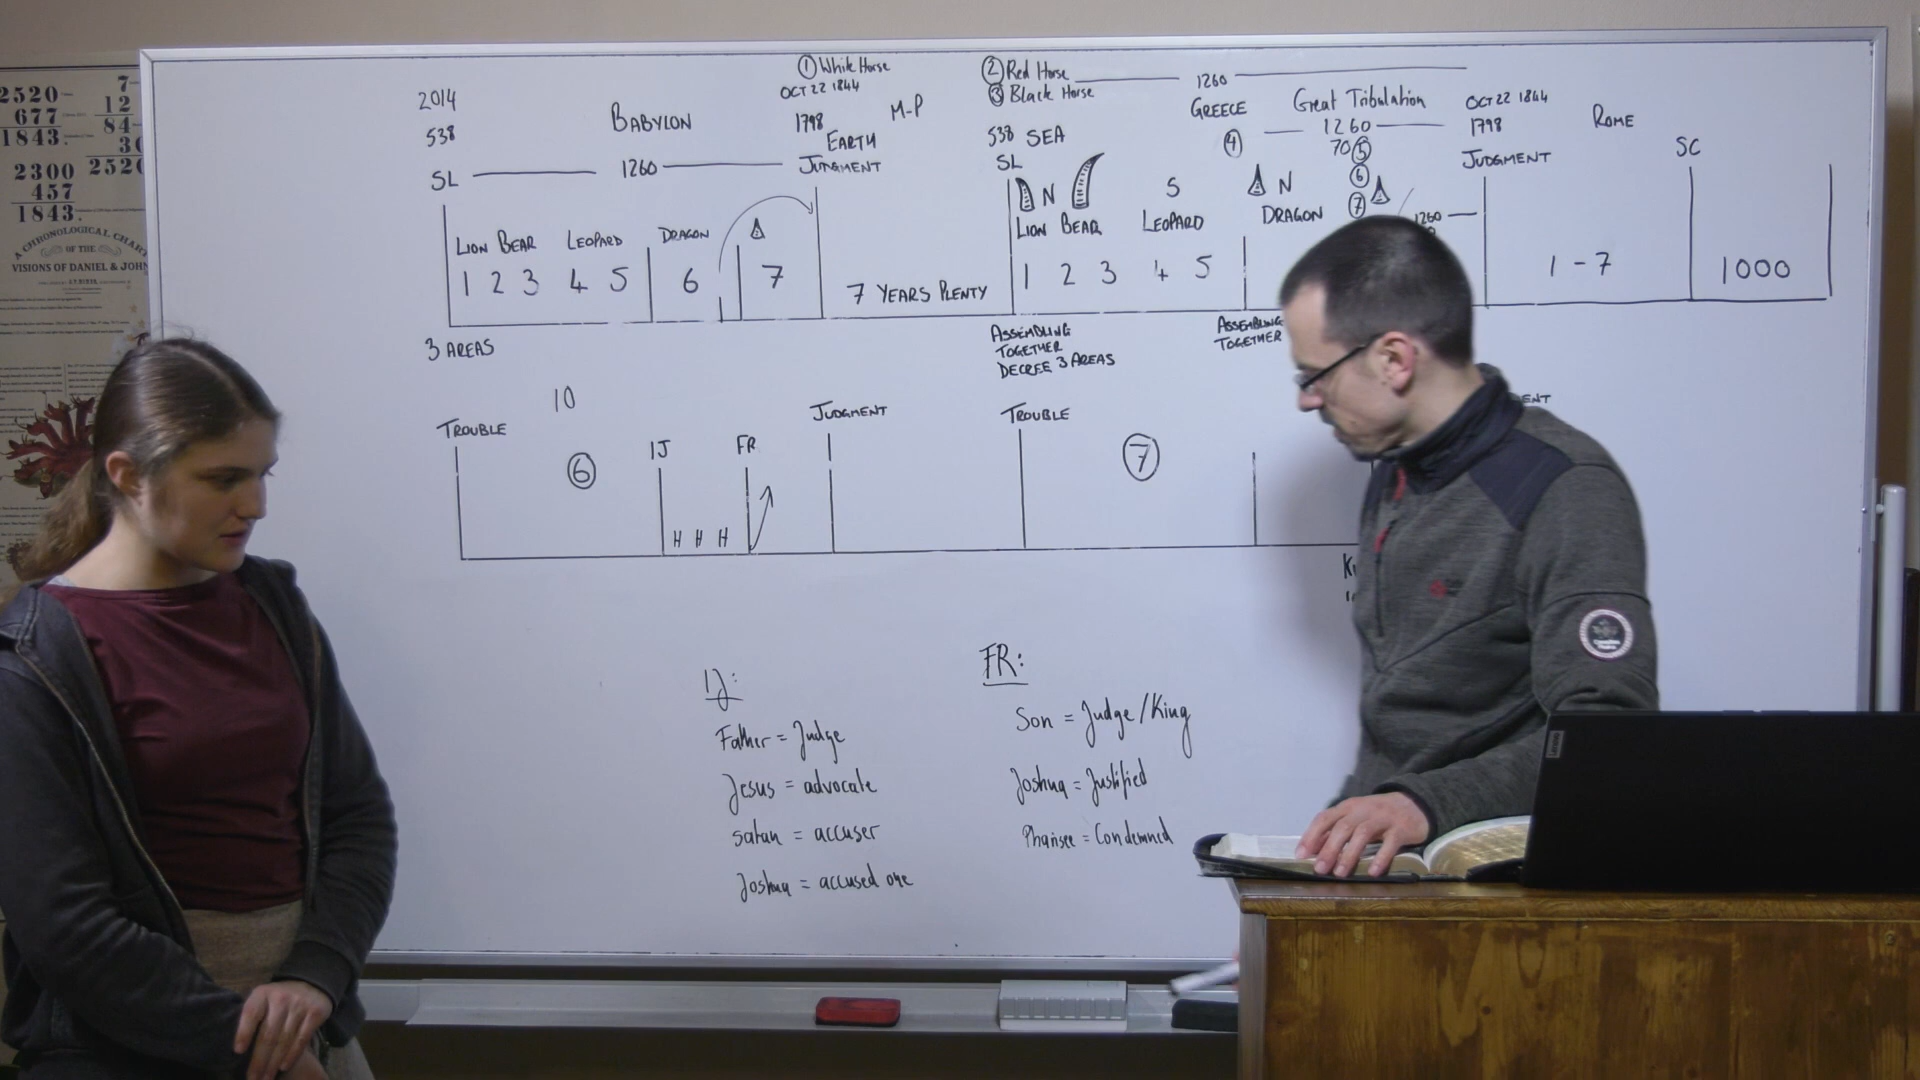 2520
677
1843.
2300
457
1843.
7
12
84
2520
A CHRONOLOGICAL CHART
OF THE
VISIONS OF DANIEL & JOHN
2014
538
BABYLON
① White Horse
OCT 22 1844
1798
EARTH
M-P
② Red Horse
1260
③ Black Horse
GREECE
Great Tribulation
OCT 22 1844
ROME
538 SEA
④
1260
1798
SL
1260
JUDGMENT
SL
70 ⑤
JUDGMENT
SC
N
S
N
⑥
⑦
LION BEAR
LEOPARD
DRAGON
LION BEAR
LEOPARD
DRAGON
1260
1 2 3 4 5
6
7
7 YEARS PLENTY
1 2 3 4 5
1-7
1000
3 AREAS
ASSEMBLING
TOGETHER
DECREE 3 AREAS
ASSEMBLING
TOGETHER
10
TROUBLE
⑥
IJ
FR
JUDGMENT
TROUBLE
⑦
ENT
H H H
IJ:
Father = Judge
Jesus = advocate
satan = accuser
Joshua = accused one
FR:
Son = Judge/King
Joshua = Justified
Pharisee = Condemned
Lenovo